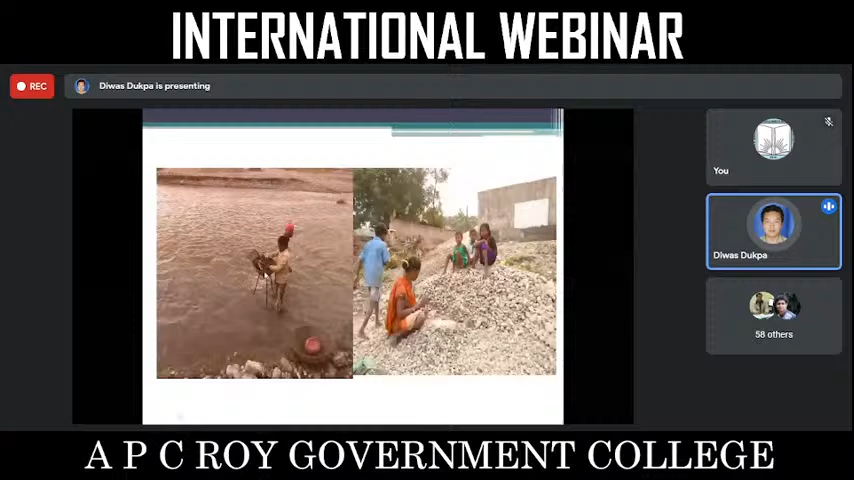 INTERNATIONAL WEBINAR
REC
Diwas Dukpa is presenting
You
Diwas Dukpa
58 others
A P C ROY GOVERNMENT COLLEGE